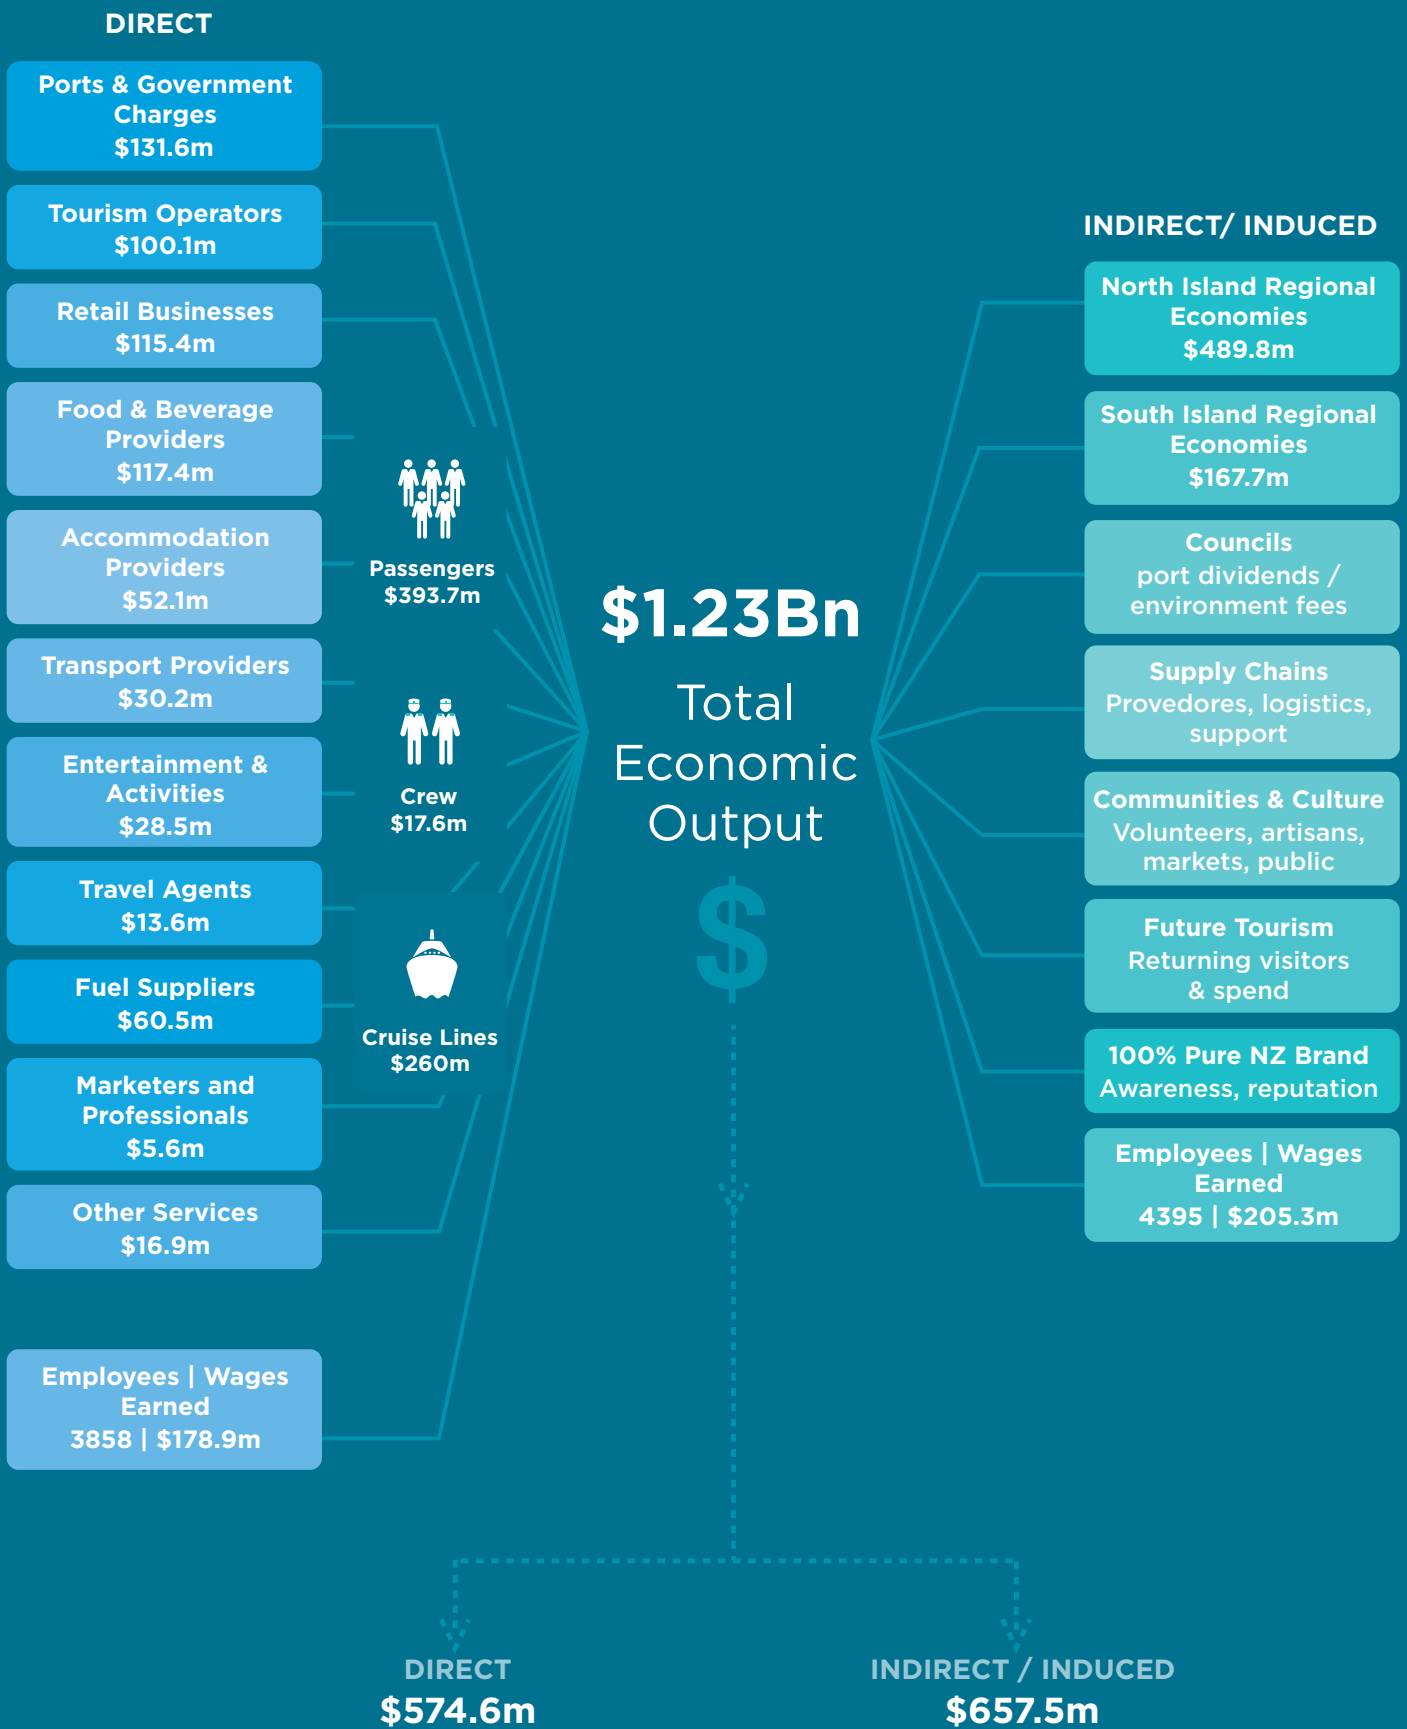 DIRECT
Ports & Government
Charges
$131.6m
Tourism Operators
$100.1m
Retail Businesses
$115.4m
Food & Beverage
Providers
$117.4m
Accommodation
Providers
$52.1m
Transport Providers
$30.2m
Entertainment &
Activities
$28.5m
Travel Agents
$13.6m
Fuel Suppliers
$60.5m
Marketers and
Professionals
$5.6m
Other Services
$16.9m
Employees | Wages
Earned
3858 | $178.9m
Passengers
$393.7m
Crew
$17.6m
Cruise Lines
$260m
$1.23Bn
Total
Economic
Output
$
INDIRECT/ INDUCED
North Island Regional
Economies
$489.8m
South Island Regional
Economies
$167.7m
Councils
port dividends /
environment fees
Supply Chains
Provedores, logistics,
support
Communities & Culture
Volunteers, artisans,
markets, public
Future Tourism
Returning visitors
& spend
100% Pure NZ Brand
Awareness, reputation
Employees | Wages
Earned
4395 | $205.3m
DIRECT
$574.6m
INDIRECT / INDUCED
$657.5m